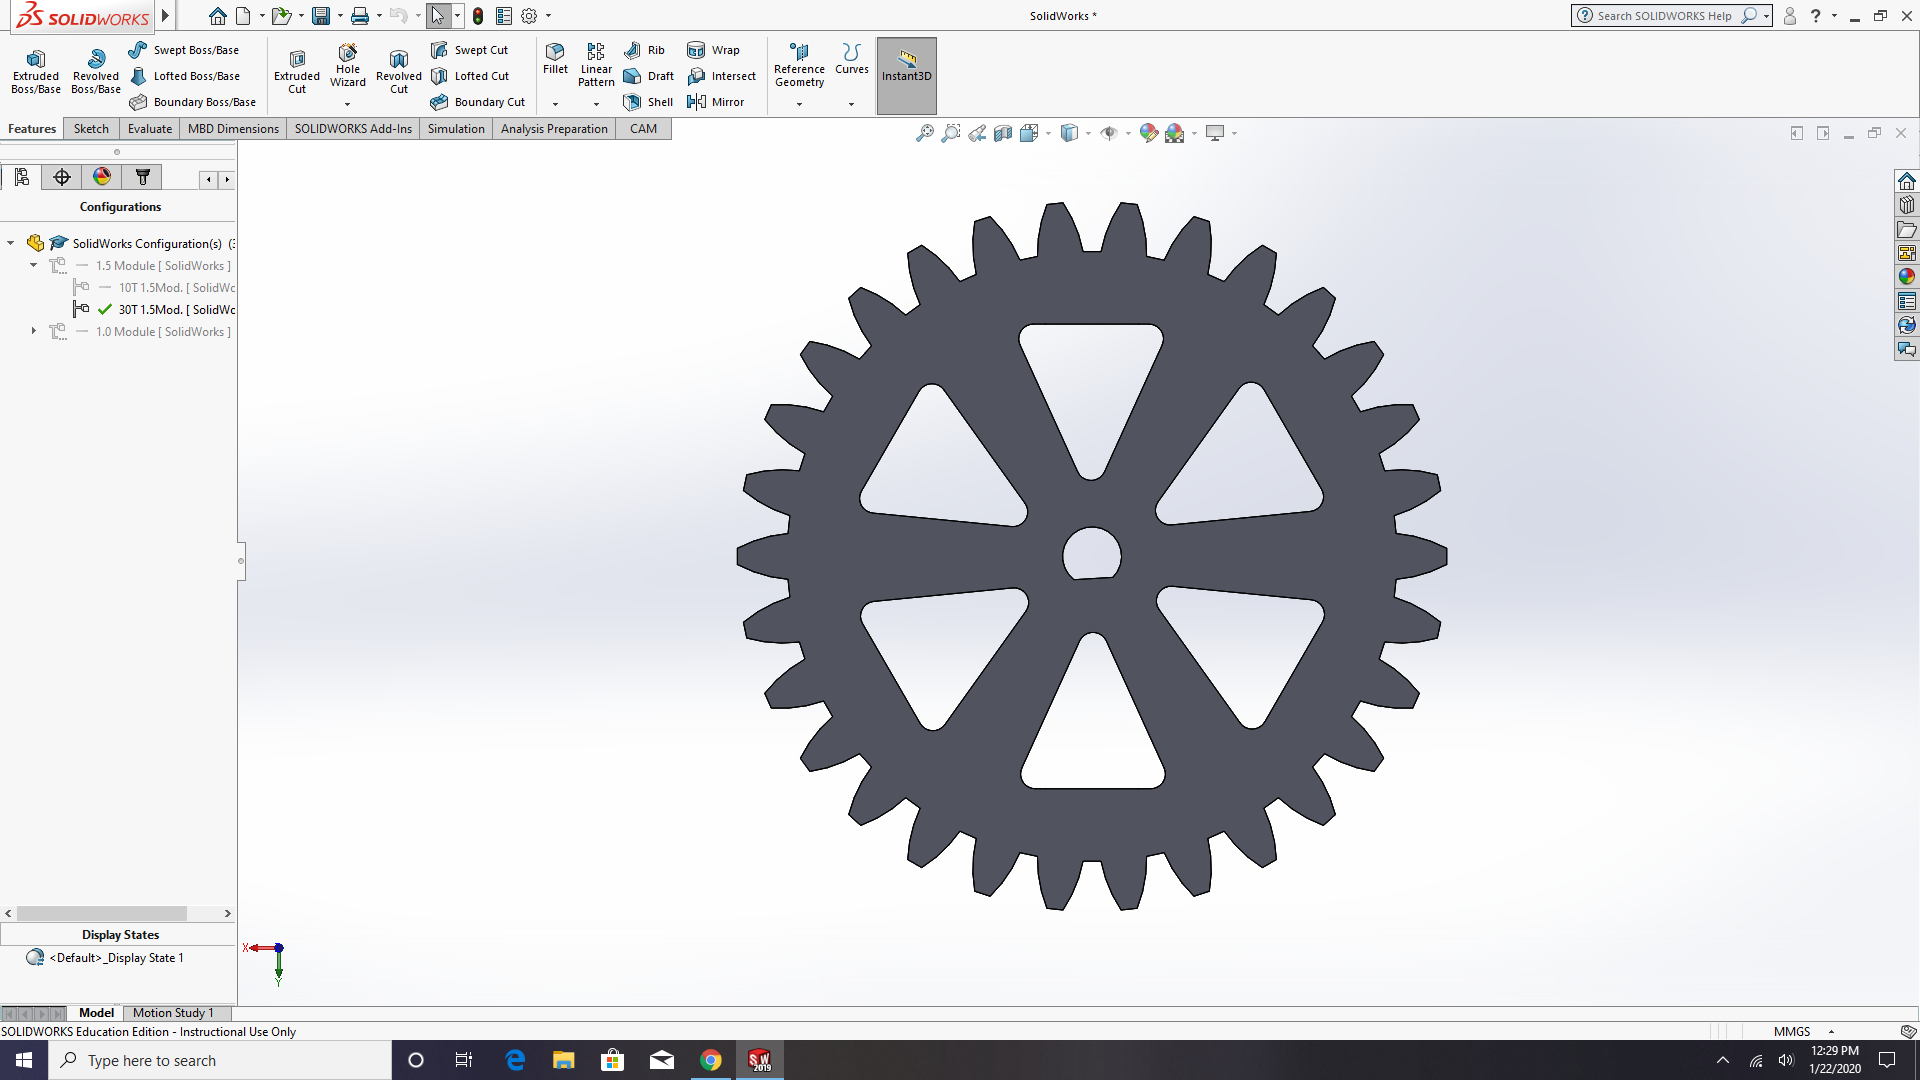 SOLIDWORKS
SolidWorks *
Search SOLIDWORKS Help
?
Extruded Boss/Base
Revolved Boss/Base
Swept Boss/Base
Lofted Boss/Base
Boundary Boss/Base
Extruded Cut
Hole Wizard
Revolved Cut
Swept Cut
Lofted Cut
Boundary Cut
Fillet
Linear Pattern
Rib
Draft
Shell
Wrap
Intersect
Mirror
Reference Geometry
Curves
Instant3D
Features
Sketch
Evaluate
MBD Dimensions
SOLIDWORKS Add-Ins
Simulation
Analysis Preparation
CAM
Configurations
SolidWorks Configuration(s) (3
1.5 Module [ SolidWorks ]
10T 1.5Mod. [ SolidWo
30T 1.5Mod. [ SolidWo
1.0 Module [ SolidWorks ]
Display States
<Default>_Display State 1
X
Y
Model
Motion Study 1
SOLIDWORKS Education Edition - Instructional Use Only
MMGS
Type here to search
SW 2019
12:29 PM
1/22/2020